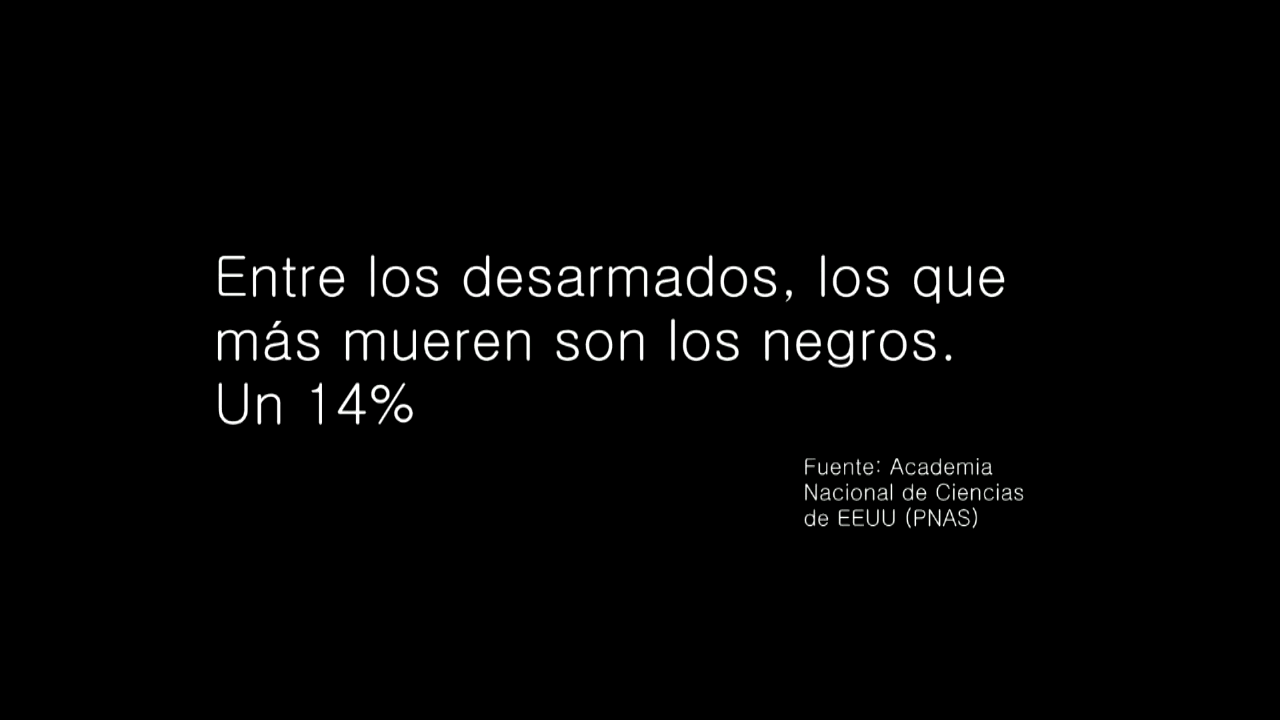 Entre los desarmados, los que
más mueren son los negros.
Un 14%
Fuente: Academia
Nacional de Ciencias
de EEUU (PNAS)